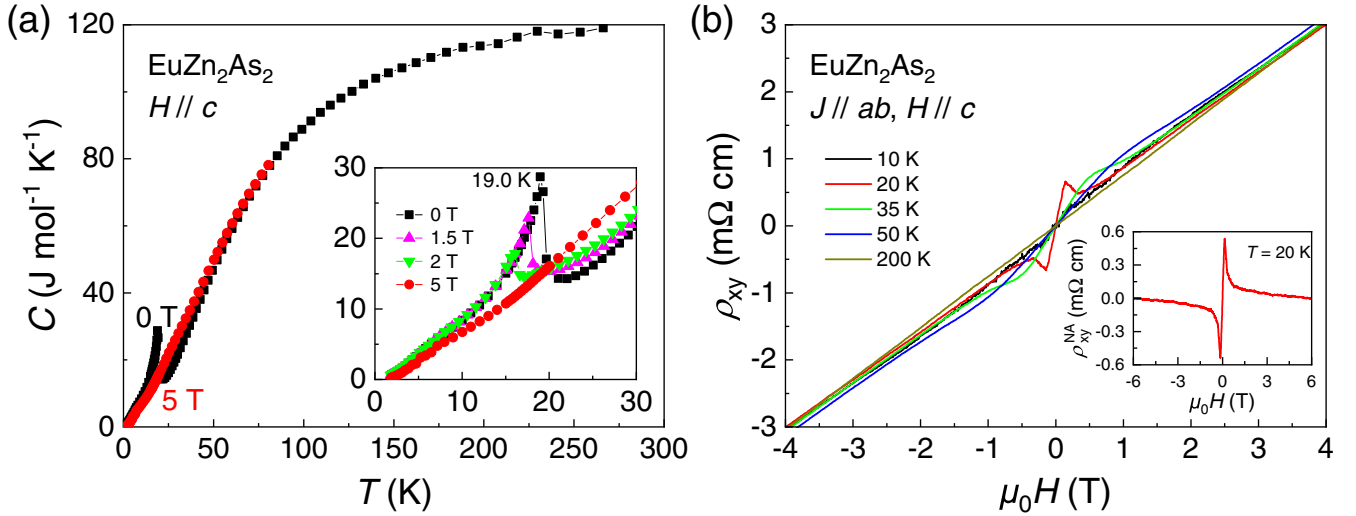 (a)
EuZn₂As₂
H // c
C (J mol⁻¹ K⁻¹)
120
80
40
0
0 T
5 T
0 50 100 150 200 250 300
T (K)
30
20
10
0
19.0 K
0 T
1.5 T
2 T
5 T
0 10 20 30
(b)
EuZn₂As₂
J // ab, H // c
10 K
20 K
35 K
50 K
200 K
ρxy (mΩ cm)
3
2
1
0
-1
-2
-3
-4 -3 -2 -1 0 1 2 3 4
μ₀H (T)
T = 20 K
ρxyᴺᴬ (mΩ cm)
0.6
0.3
0.0
-0.3
-0.6
-6 -3 0 3 6
μ₀H (T)